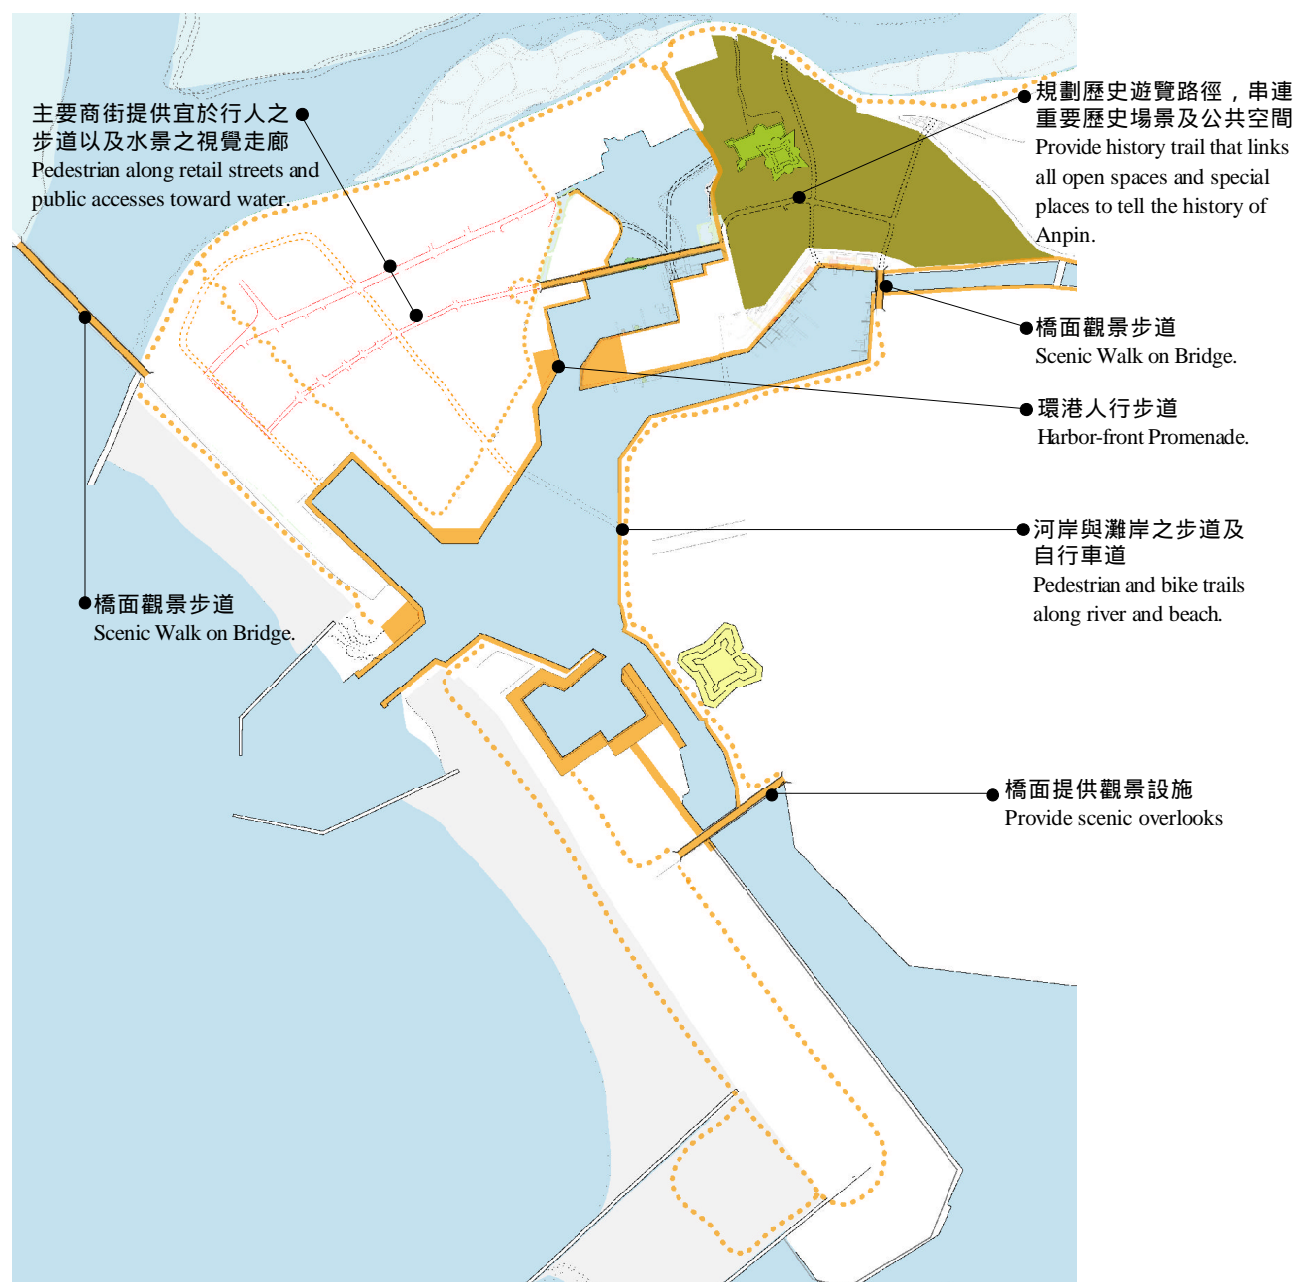 主要商街提供宜於行人之
步道以及水景之視覺走廊
Pedestrian along retail streets and
public accesses toward water.
規劃歷史遊覽路徑，串連
重要歷史場景及公共空間
Provide history trail that links
all open spaces and special
places to tell the history of
Anpin.
橋面觀景步道
Scenic Walk on Bridge.
環港人行步道
Harbor-front Promenade.
河岸與灘岸之步道及
自行車道
Pedestrian and bike trails
along river and beach.
橋面觀景步道
Scenic Walk on Bridge.
橋面提供觀景設施
Provide scenic overlooks